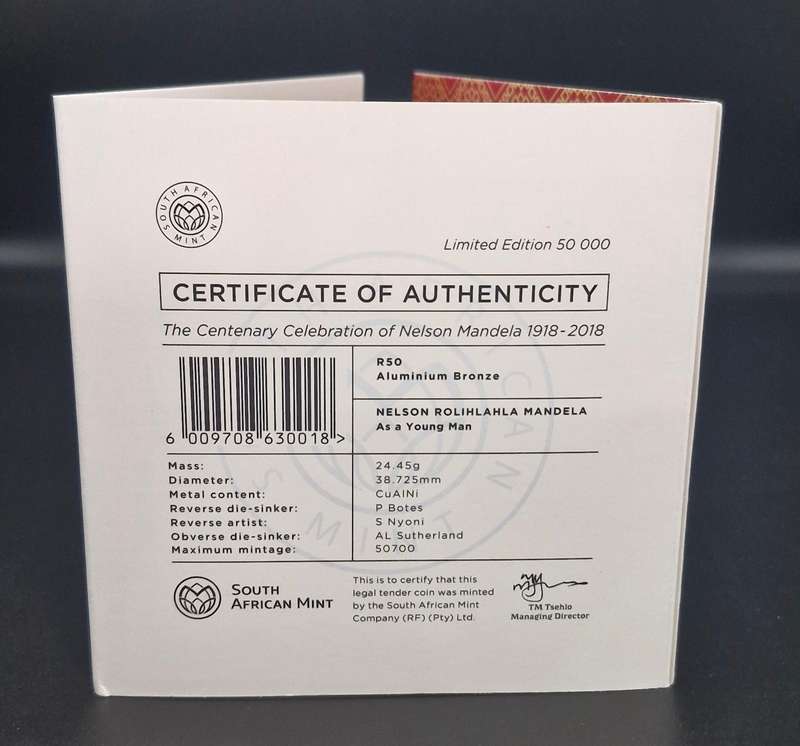 SOUTH AFRICAN MINT
Limited Edition 50 000
CERTIFICATE OF AUTHENTICITY
The Centenary Celebration of Nelson Mandela 1918-2018
R50
Aluminium Bronze
NELSON ROLIHLAHLA MANDELA
As a Young Man
6 009708 630018 >
Mass: 24.45g
Diameter: 38.725mm
Metal content: CuAlNi
Reverse die-sinker: P Botes
Reverse artist: S Nyoni
Obverse die-sinker: AL Sutherland
Maximum mintage: 50700
SOUTH
AFRICAN MINT
This is to certify that this
legal tender coin was minted
by the South African Mint
Company (RF) (Pty) Ltd.
TM Tsehlo
Managing Director